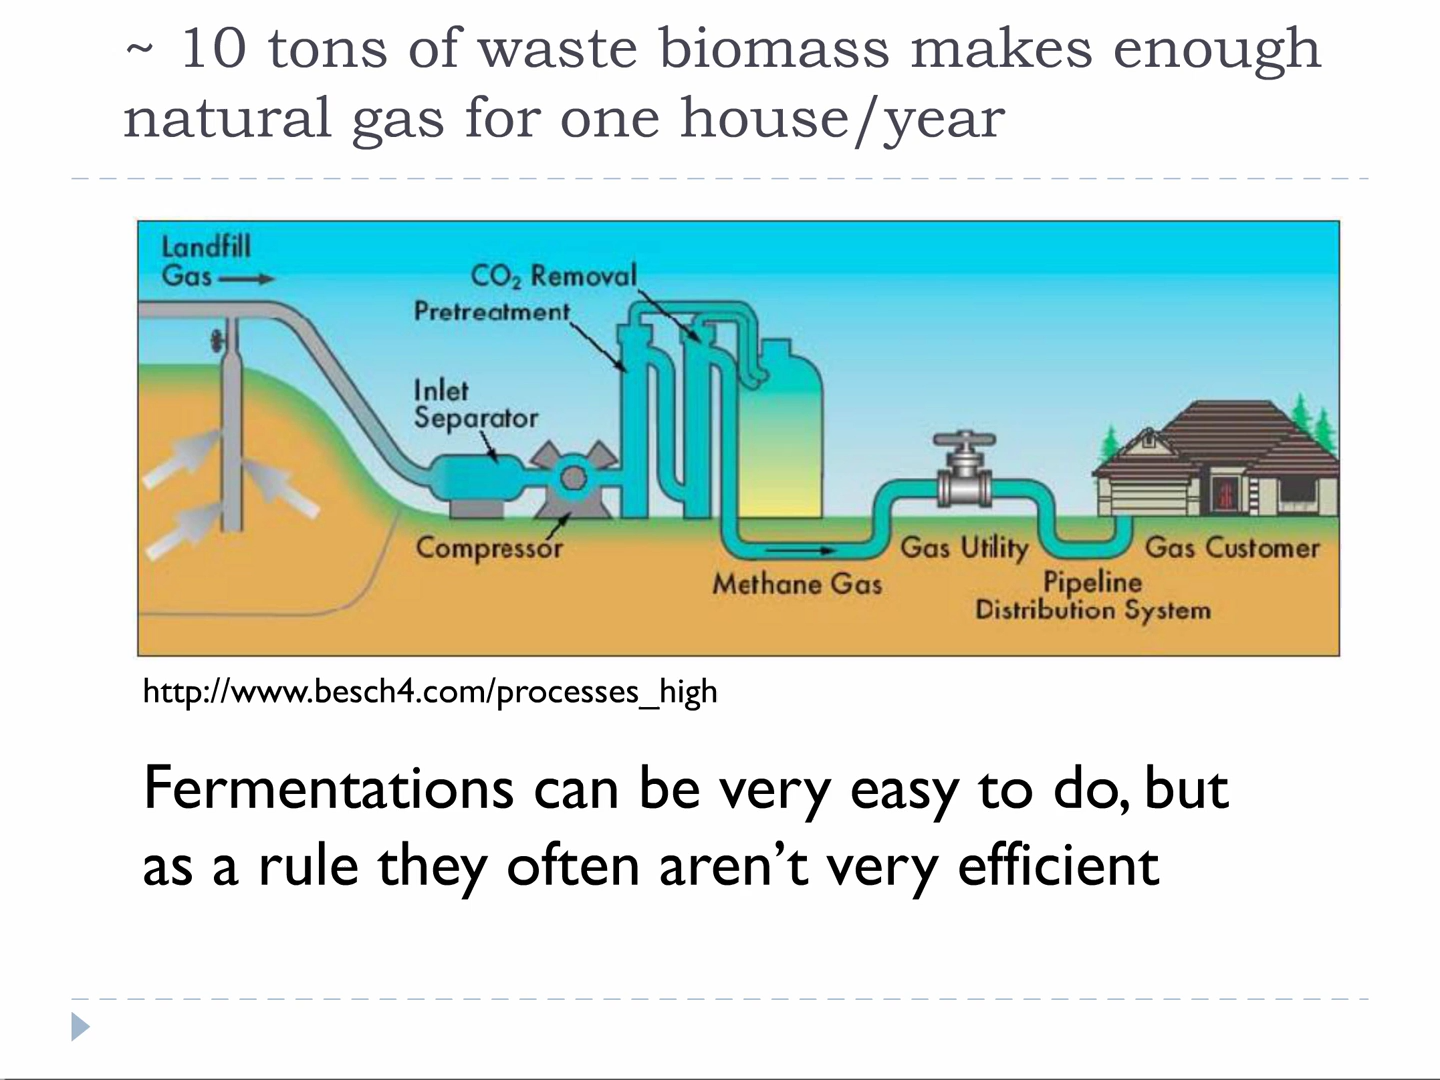 ~ 10 tons of waste biomass makes enough
natural gas for one house/year
Landfill
Gas
CO₂ Removal
Pretreatment
Inlet
Separator
Compressor
Methane Gas
Gas Utility
Pipeline
Distribution System
Gas Customer
http://www.besch4.com/processes_high
Fermentations can be very easy to do, but
as a rule they often aren’t very efficient